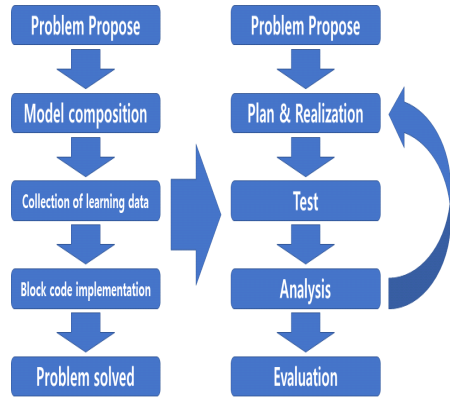 Problem Propose
Model composition
Collection of learning data
Block code implementation
Problem solved
Problem Propose
Plan & Realization
Test
Analysis
Evaluation